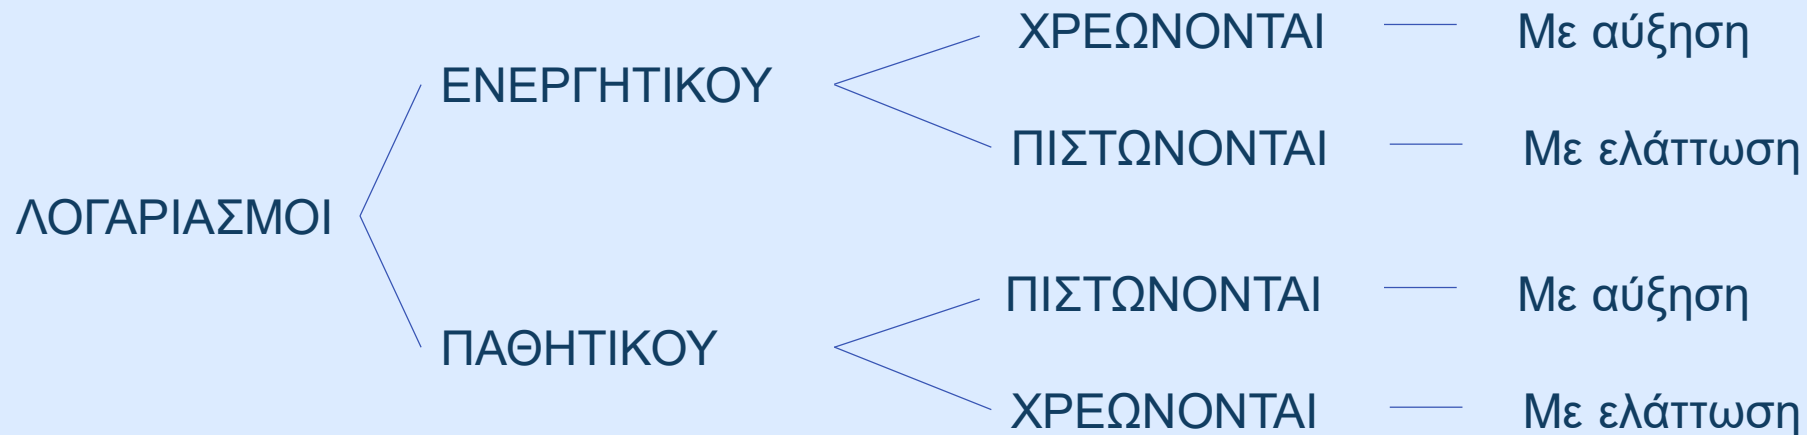 ΧΡΕΩΝΟΝΤΑΙ Με αύξηση
ΕΝΕΡΓΗΤΙΚΟΥ
ΠΙΣΤΩΝΟΝΤΑΙ Με ελάττωση
ΛΟΓΑΡΙΑΣΜΟΙ
ΠΙΣΤΩΝΟΝΤΑΙ Με αύξηση
ΠΑΘΗΤΙΚΟΥ
ΧΡΕΩΝΟΝΤΑΙ Με ελάττωση